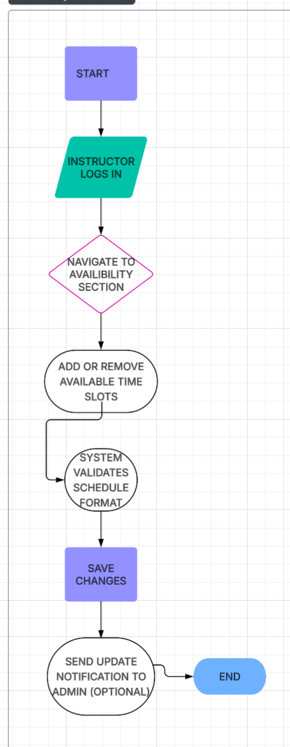 START
INSTRUCTOR
LOGS IN
NAVIGATE TO
AVAILIBILITY
SECTION
ADD OR REMOVE
AVAILABLE TIME
SLOTS
SYSTEM
VALIDATES
SCHEDULE
FORMAT
SAVE
CHANGES
SEND UPDATE
NOTIFICATION TO
ADMIN (OPTIONAL)
END